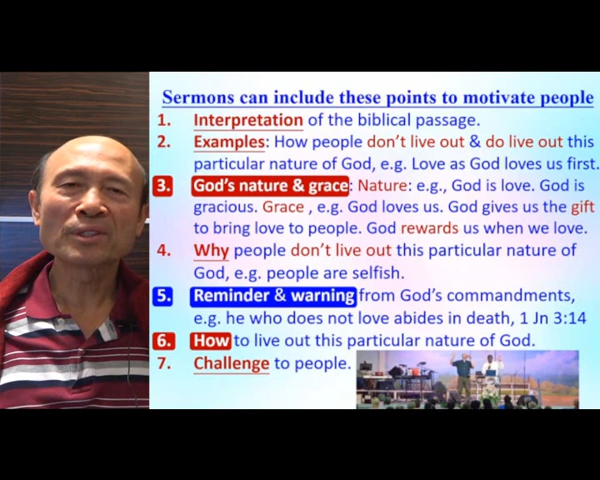 Sermons can include these points to motivate people
1. Interpretation of the biblical passage.
2. Examples: How people don't live out & do live out this
particular nature of God, e.g. Love as God loves us first.
3. God's nature & grace: Nature: e.g., God is love. God is
gracious. Grace , e.g. God loves us. God gives us the gift
to bring love to people. God rewards us when we love.
4. Why people don't live out this particular nature of
God, e.g. people are selfish.
5. Reminder & warning from God's commandments,
e.g. he who does not love abides in death, 1 Jn 3:14
6. How to live out this particular nature of God.
7. Challenge to people.